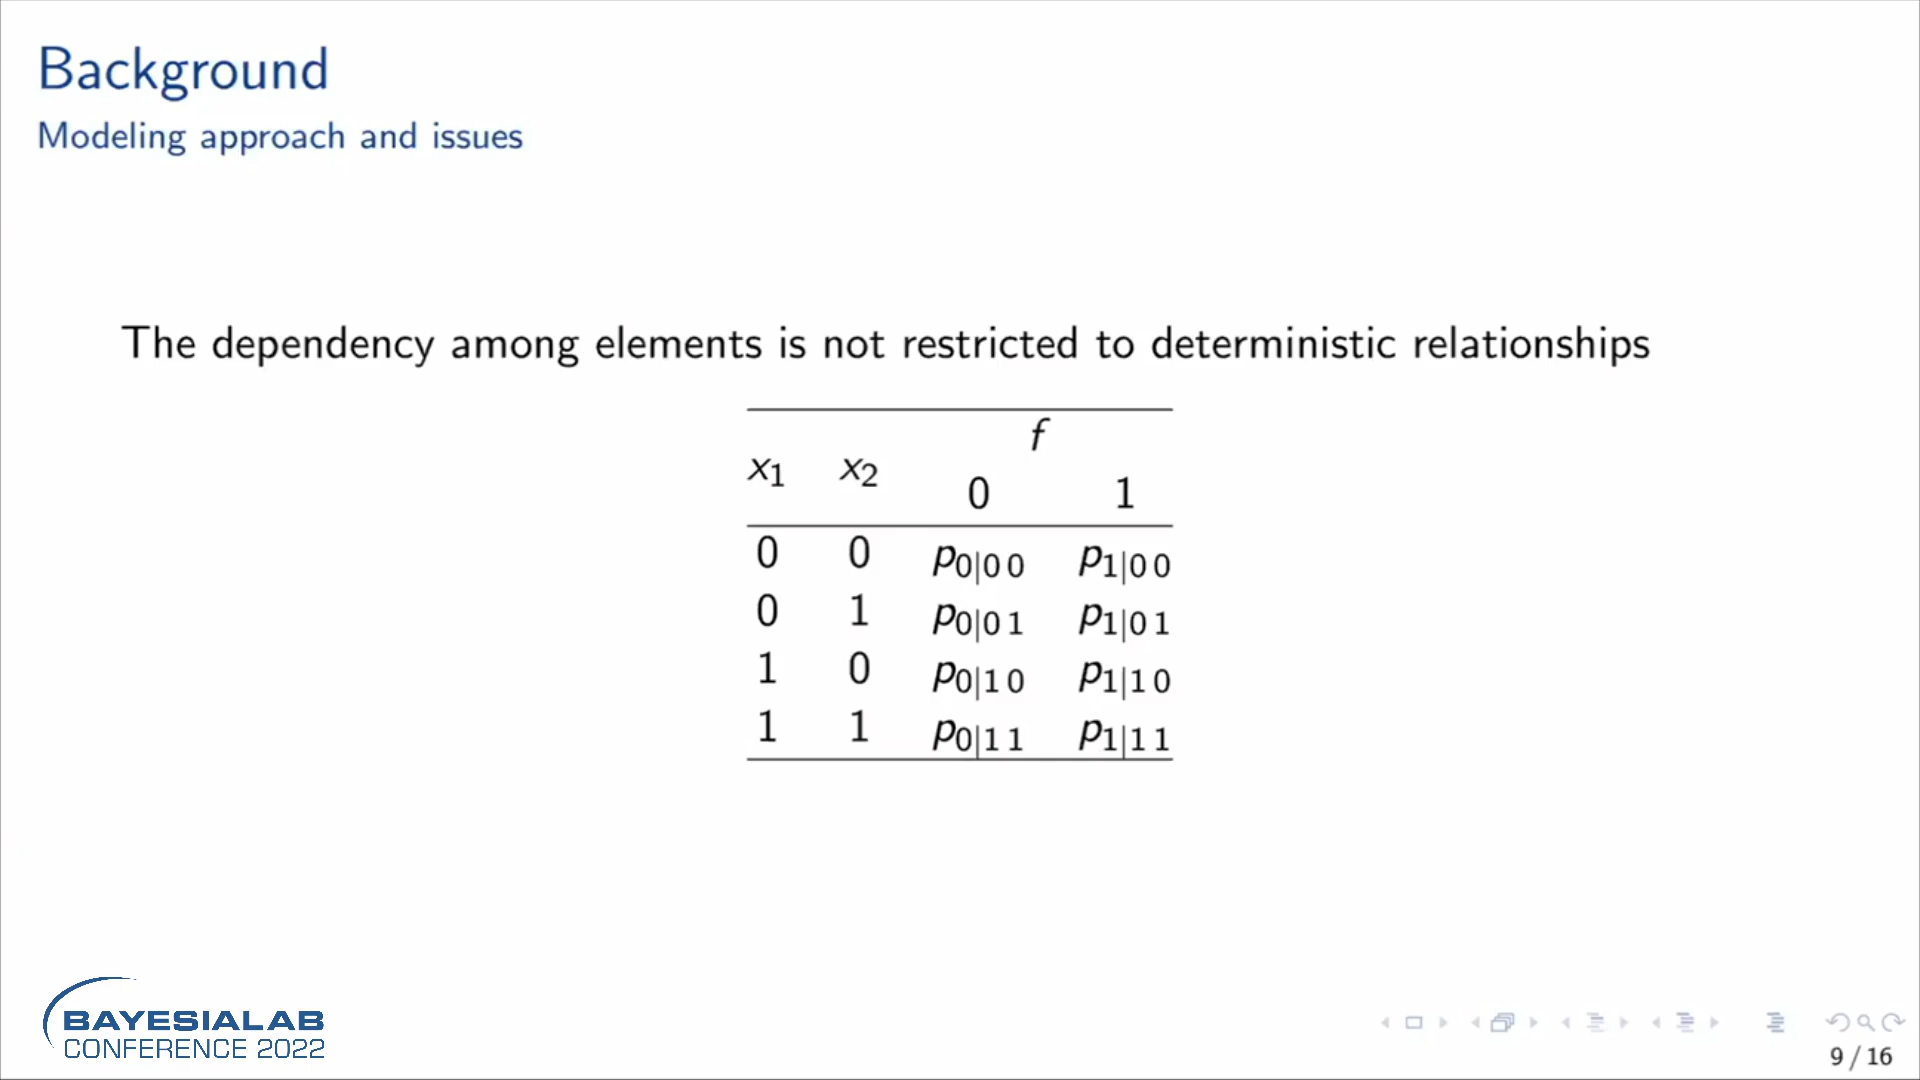 Background
Modeling approach and issues
The dependency among elements is not restricted to deterministic relationships
f
x₁ x₂
0 1
0 0 p₀|₀ ₀ p₁|₀ ₀
0 1 p₀|₀ ₁ p₁|₀ ₁
1 0 p₀|₁ ₀ p₁|₁ ₀
1 1 p₀|₁ ₁ p₁|₁ ₁
BAYESIALAB
CONFERENCE 2022
9 / 16